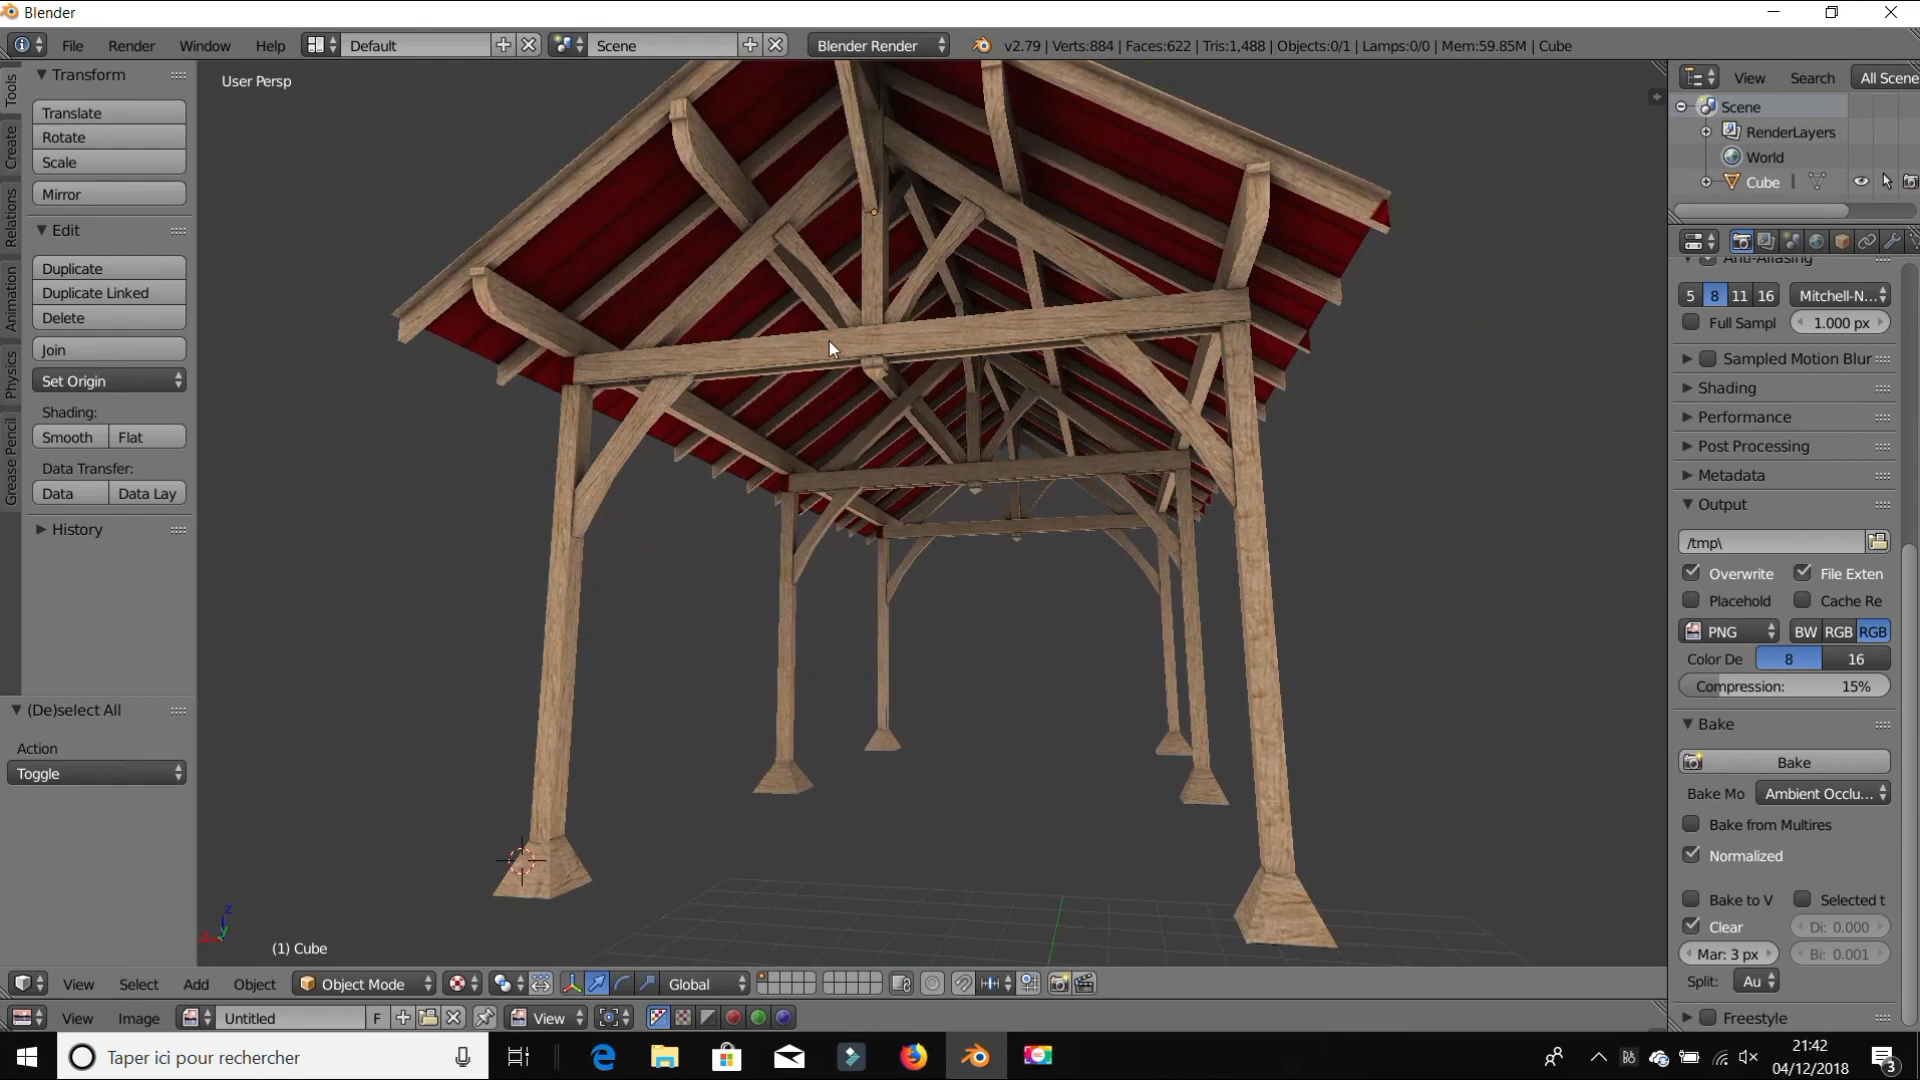 Blender
File Render Window Help Default Scene Blender Render v2.79 | Verts:884 | Faces:622 | Tris:1,488 | Objects:0/1 | Lamps:0/0 | Mem:59.85M | Cube
Tools
Create
Relations
Animation
Physics
Grease Pencil
Transform
Translate
Rotate
Scale
Mirror
Edit
Duplicate
Duplicate Linked
Delete
Join
Set Origin
Shading:
Smooth Flat
Data Transfer:
Data Data Lay
History
(De)select All
Action
Toggle
User Persp
z
(1) Cube
View Search All Scene
Scene
RenderLayers
World
Cube
Anti-Aliasing
5 8 11 16 Mitchell-N...
Full Sampl 1.000 px
Sampled Motion Blur
Shading
Performance
Post Processing
Metadata
Output
/tmp\
Overwrite File Exten
Placehold Cache Re
PNG BW RGB RGB
Color De 8 16
Compression: 15%
Bake
Bake
Bake Mo Ambient Occlu...
Bake from Multires
Normalized
Bake to V Selected t
Clear Di: 0.000
Mar: 3 px Bi: 0.001
Split: Au
Freestyle
View Select Add Object Object Mode Global
View Image Untitled F View
Taper ici pour rechercher
21:42
04/12/2018
3